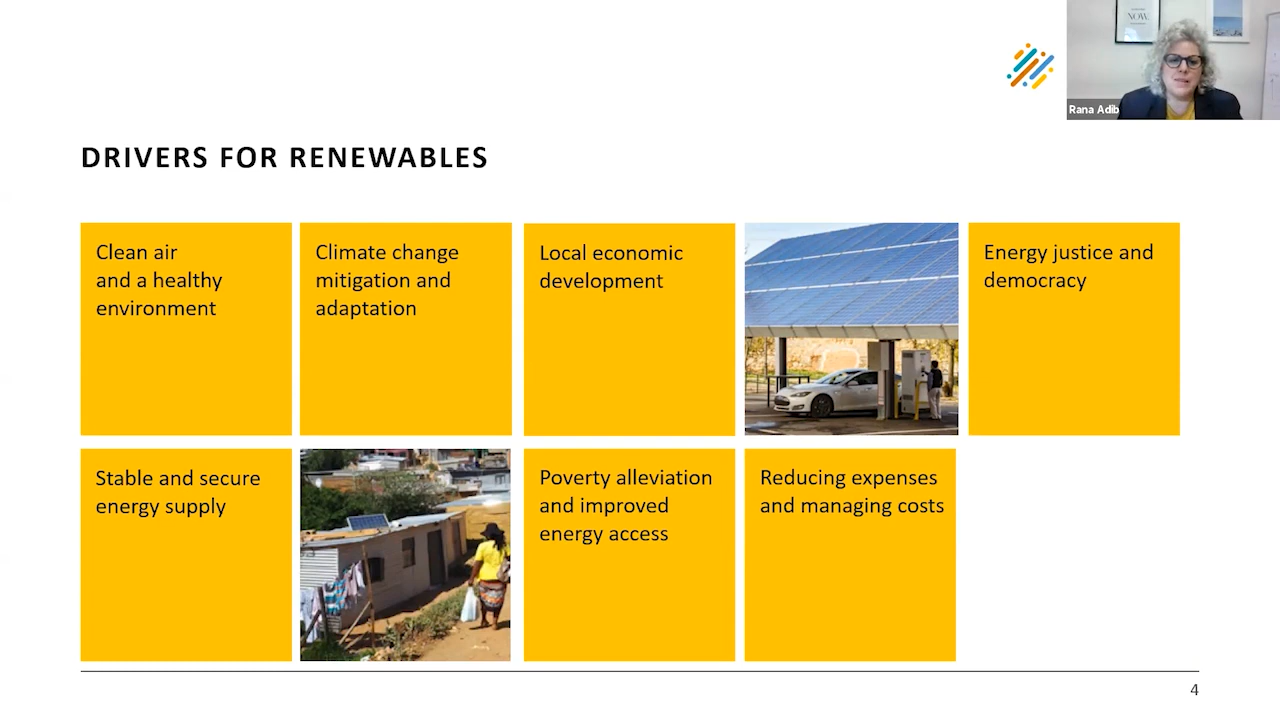 NOW.
Rana Adib
DRIVERS FOR RENEWABLES
Clean air
and a healthy
environment
Climate change
mitigation and
adaptation
Local economic
development
Energy justice and
democracy
Stable and secure
energy supply
Poverty alleviation
and improved
energy access
Reducing expenses
and managing costs
4